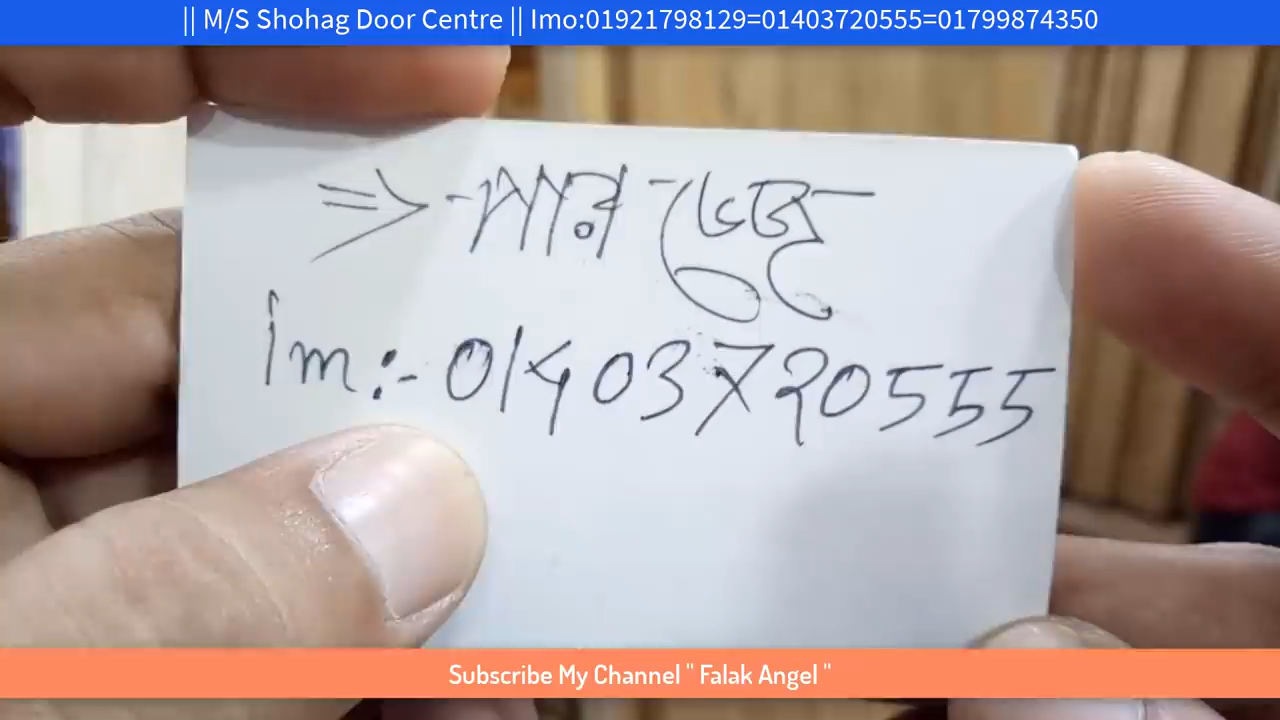 || M/S Shohag Door Centre || Imo:01921798129=01403720555=01799874350
=>
im:- 01403720555
Subscribe My Channel " Falak Angel "